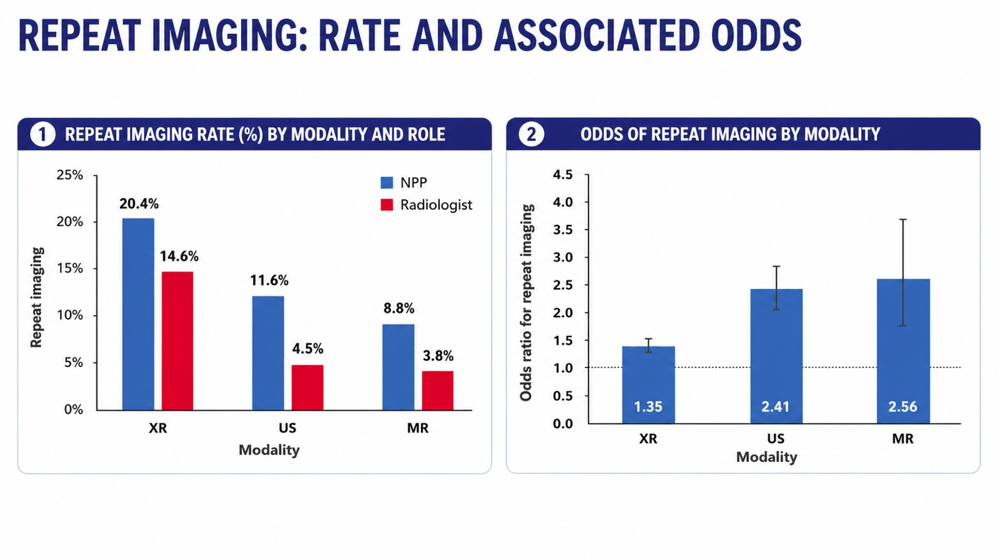 REPEAT IMAGING: RATE AND ASSOCIATED ODDS
1 REPEAT IMAGING RATE (%) BY MODALITY AND ROLE
25%
20%
15%
10%
5%
0%
Repeat imaging
NPP
Radiologist
20.4%
14.6%
11.6%
4.5%
8.8%
3.8%
XR US MR
Modality
2 ODDS OF REPEAT IMAGING BY MODALITY
4.5
4.0
3.5
3.0
2.5
2.0
1.5
1.0
0.5
0.0
Odds ratio for repeat imaging
1.35 2.41 2.56
XR US MR
Modality